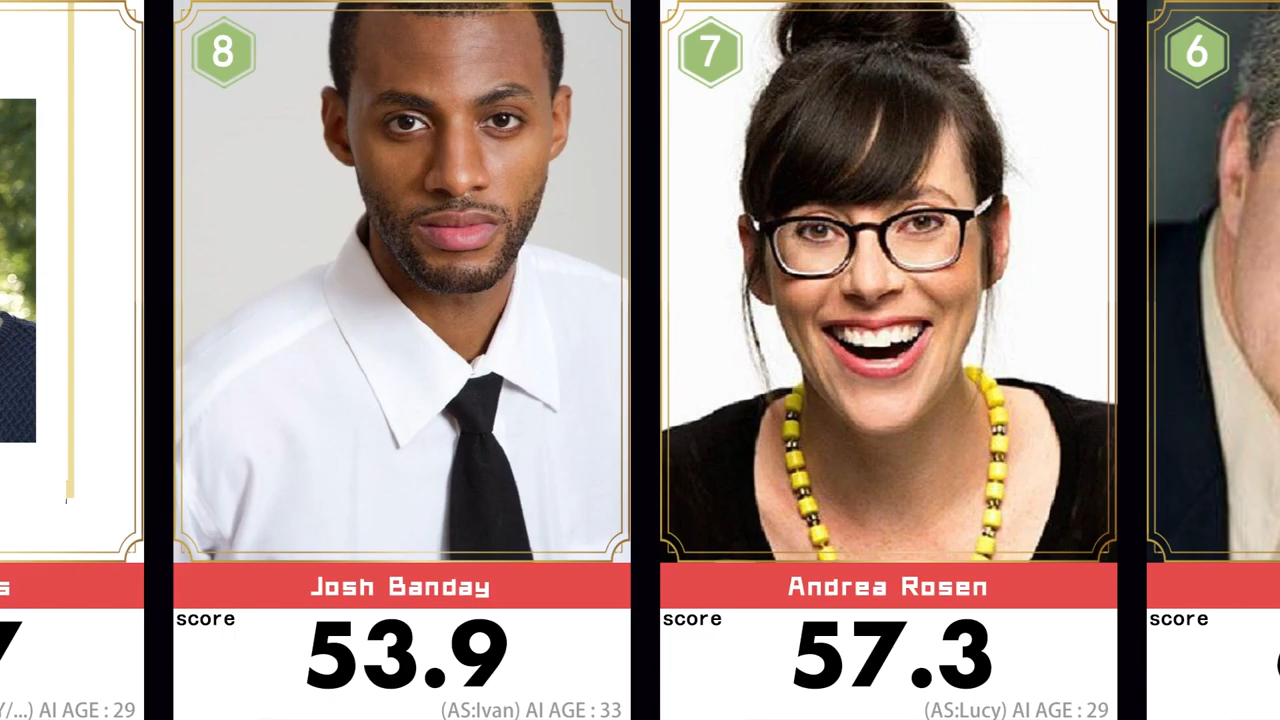 8
7
6
s
Josh Banday
Andrea Rosen
score
score
score
7
53.9
57.3
/...) AI AGE : 29
(AS:Ivan) AI AGE : 33
(AS:Lucy) AI AGE : 29